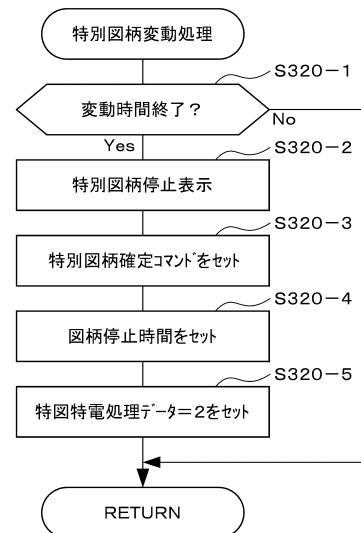 特別図柄変動処理
S320-1
変動時間終了？
No
Yes
S320-2
特別図柄停止表示
S320-3
特別図柄確定ｺﾏﾝﾄﾞをセット
S320-4
図柄停止時間をセット
S320-5
特図特電処理ﾃﾞｰﾀ=2をセット
RETURN